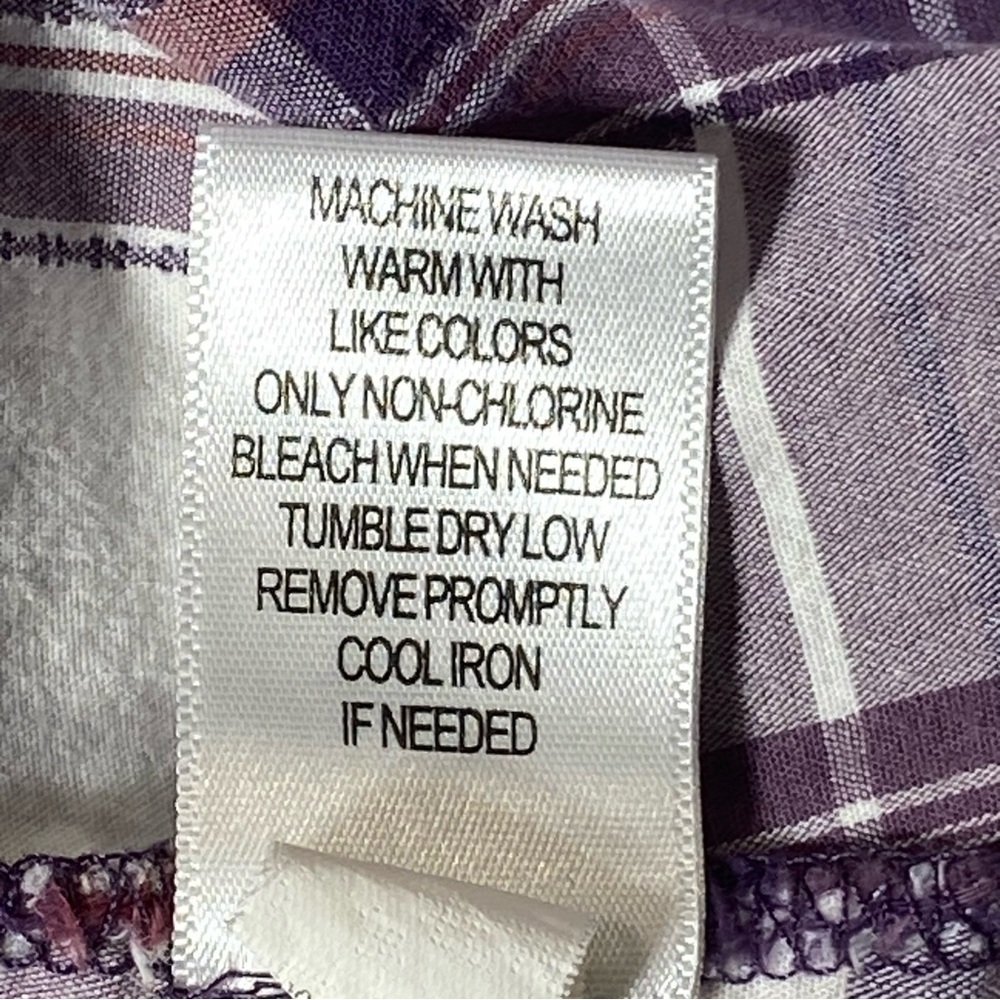 MACHINE WASH
WARM WITH
LIKE COLORS
ONLY NON-CHLORINE
BLEACH WHEN NEEDED
TUMBLE DRY LOW
REMOVE PROMPTLY
COOL IRON
IF NEEDED